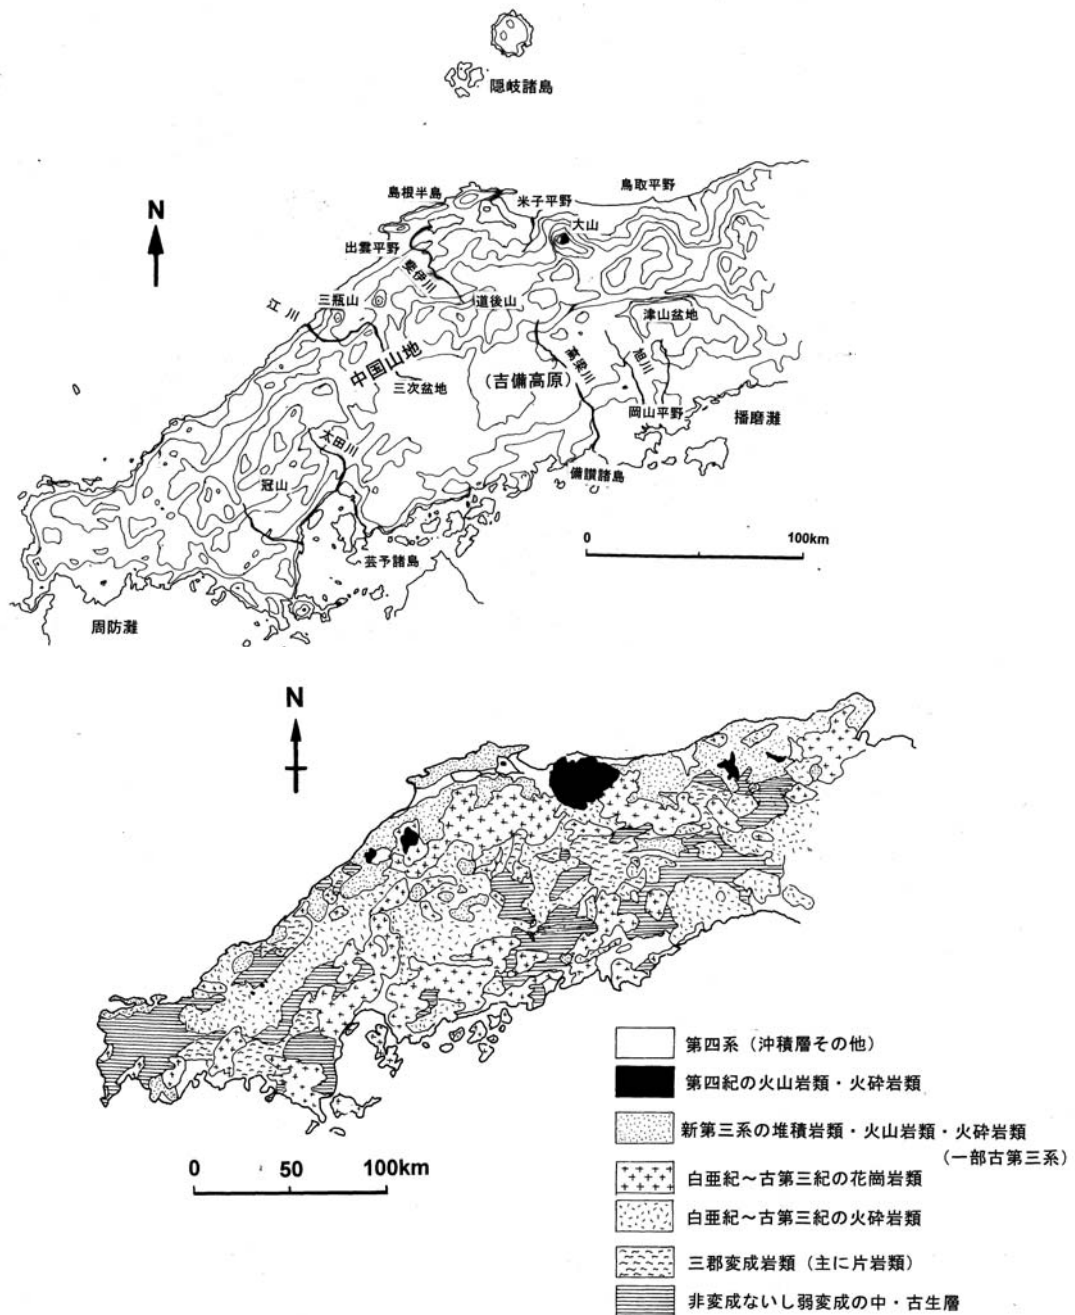 隠岐諸島
N
島根半島
米子平野
鳥取平野
大山
出雲平野
斐伊川
江川
三瓶山
道後山
津山盆地
中国山地
三次盆地
(吉備高原)
高梁川
旭川
岡山平野
播磨灘
太田川
冠山
備讃諸島
芸予諸島
0 100km
周防灘
N
0 50 100km
第四系(沖積層その他)
第四紀の火山岩類・火砕岩類
新第三系の堆積岩類・火山岩類・火砕岩類
(一部古第三系)
白亜紀～古第三紀の花崗岩類
白亜紀～古第三紀の火砕岩類
三郡変成岩類(主に片岩類)
非変成ないし弱変成の中・古生層